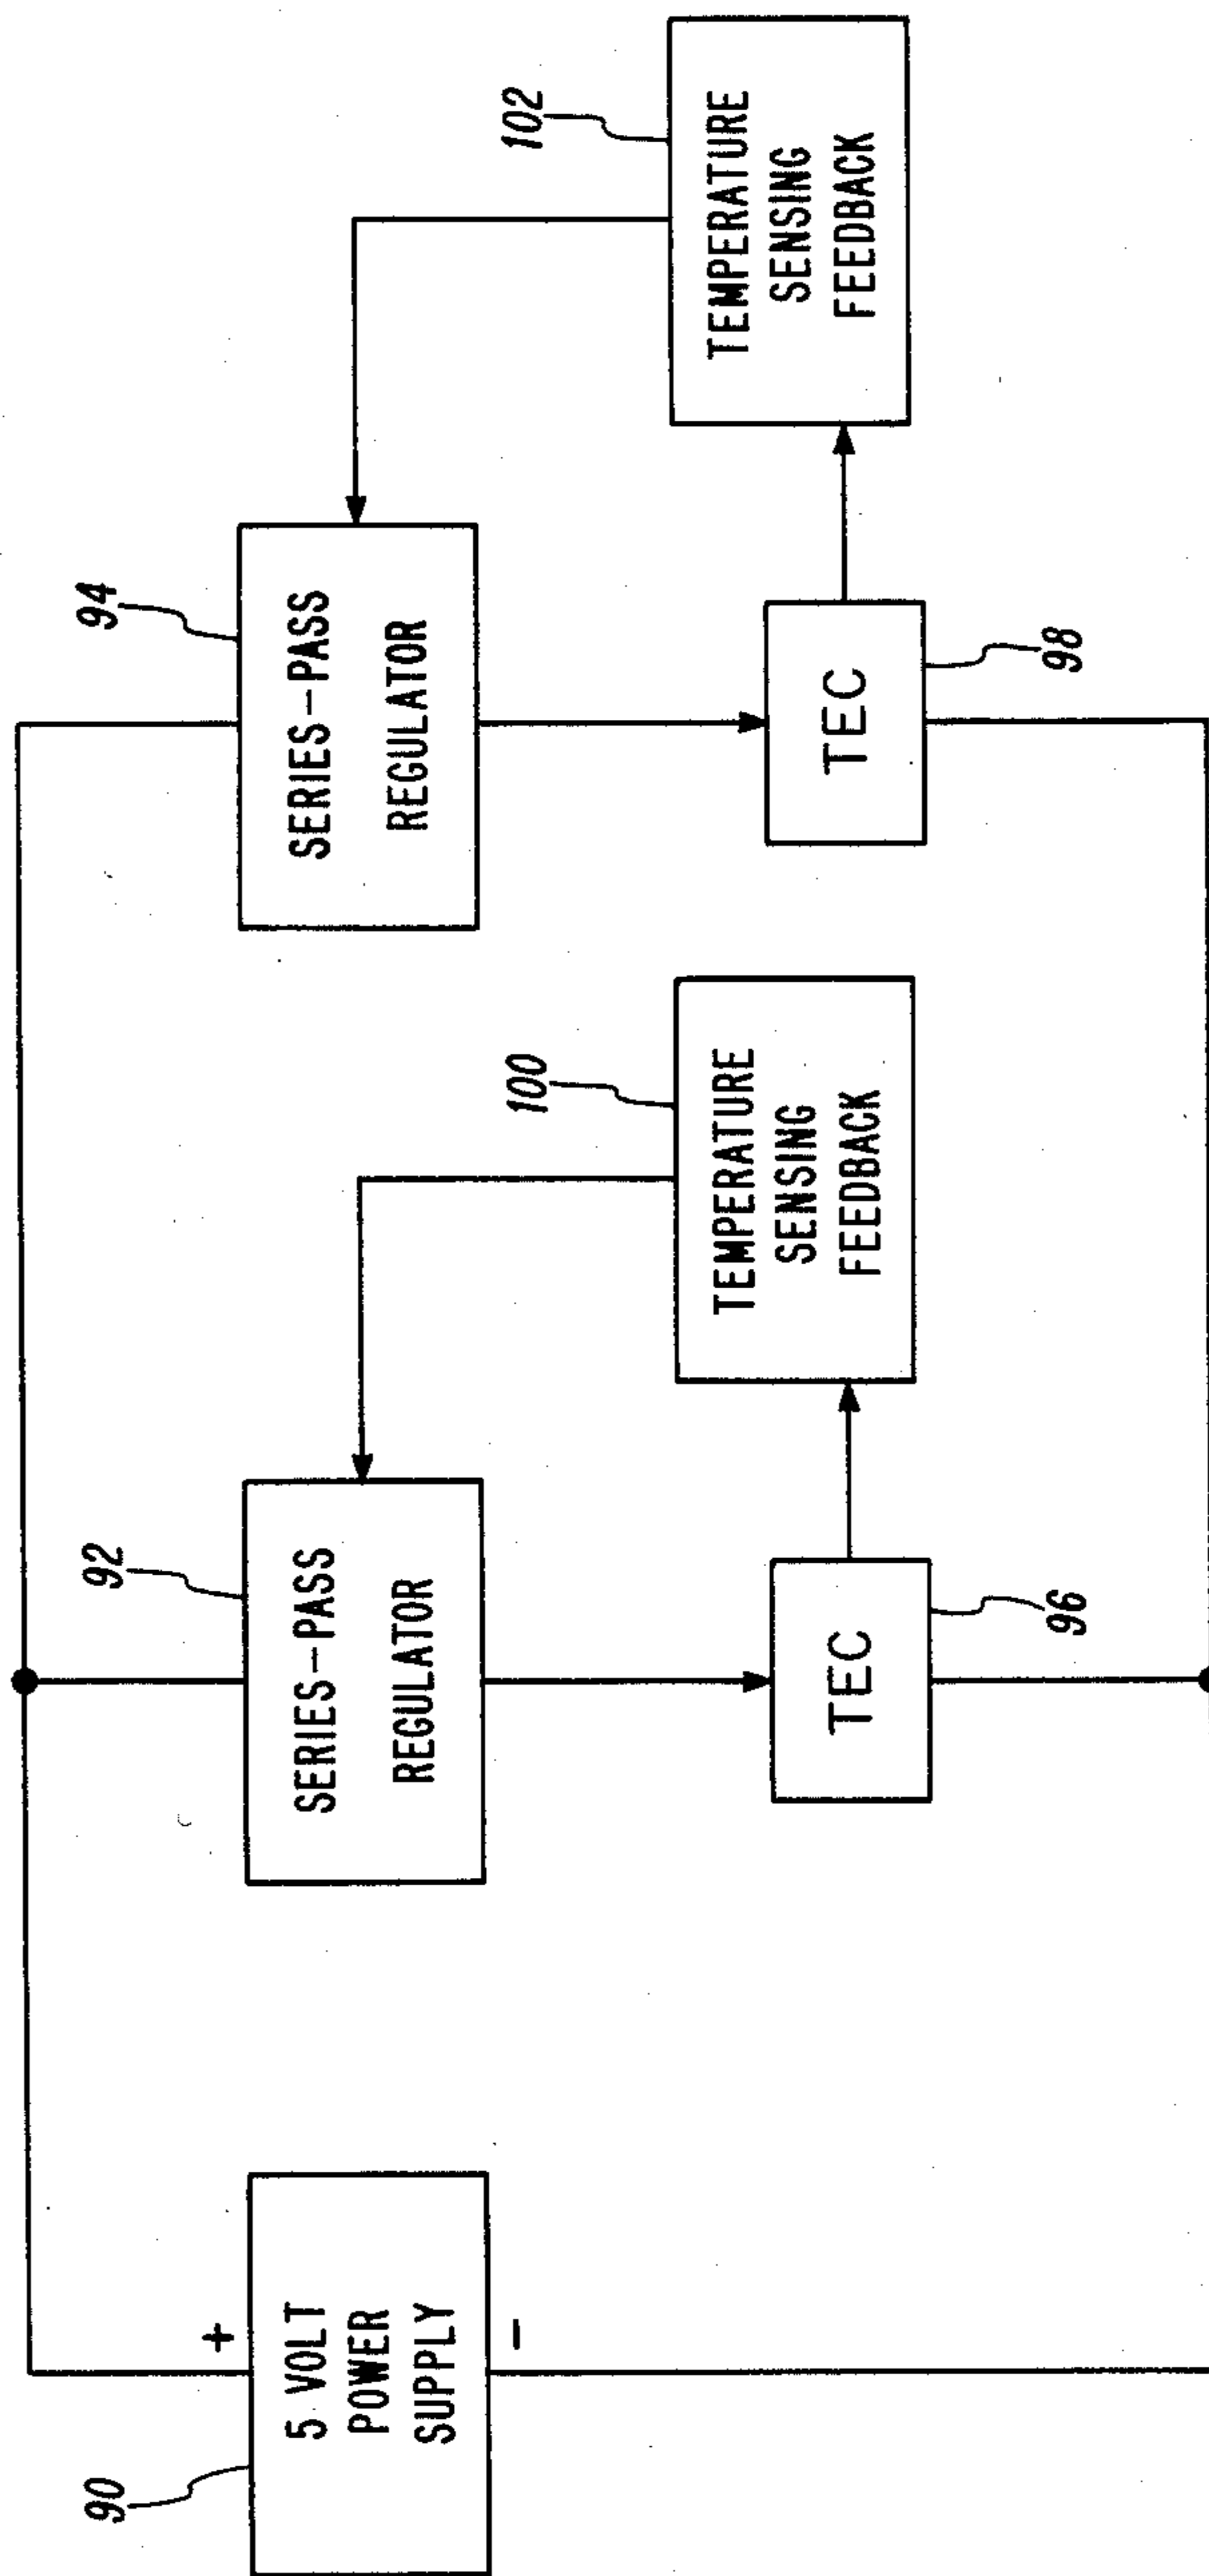 90
5 VOLT
POWER
SUPPLY
+
-
92
SERIES-PASS
REGULATOR
TEC
96
100
TEMPERATURE
SENSING
FEEDBACK
94
SERIES-PASS
REGULATOR
TEC
98
102
TEMPERATURE
SENSING
FEEDBACK